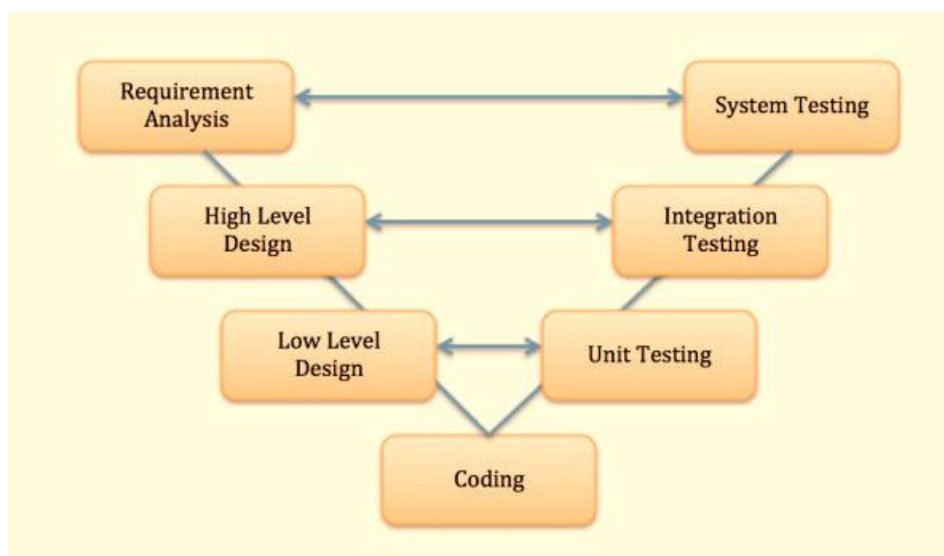 Requirement
Analysis
System Testing
High Level
Design
Integration
Testing
Low Level
Design
Unit Testing
Coding